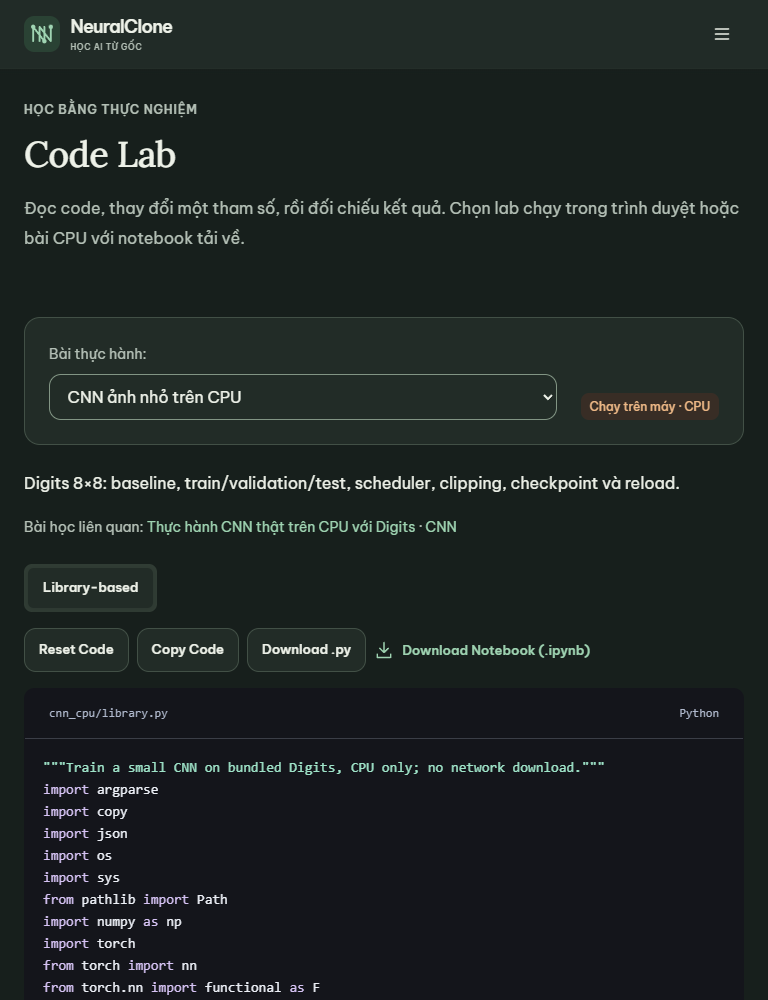 NeuralClone
HỌC AI TỪ GỐC
HỌC BẰNG THỰC NGHIỆM
Code Lab
Đọc code, thay đổi một tham số, rồi đối chiếu kết quả. Chọn lab chạy trong trình duyệt hoặc
bài CPU với notebook tải về.
Bài thực hành:
CNN ảnh nhỏ trên CPU
Chạy trên máy · CPU
Digits 8×8: baseline, train/validation/test, scheduler, clipping, checkpoint và reload.
Bài học liên quan: Thực hành CNN thật trên CPU với Digits · CNN
Library-based
Reset Code
Copy Code
Download .py
Download Notebook (.ipynb)
cnn_cpu/library.py
Python
"""Train a small CNN on bundled Digits, CPU only; no network download."""
import argparse
import copy
import json
import os
import sys
from pathlib import Path
import numpy as np
import torch
from torch import nn
from torch.nn import functional as F